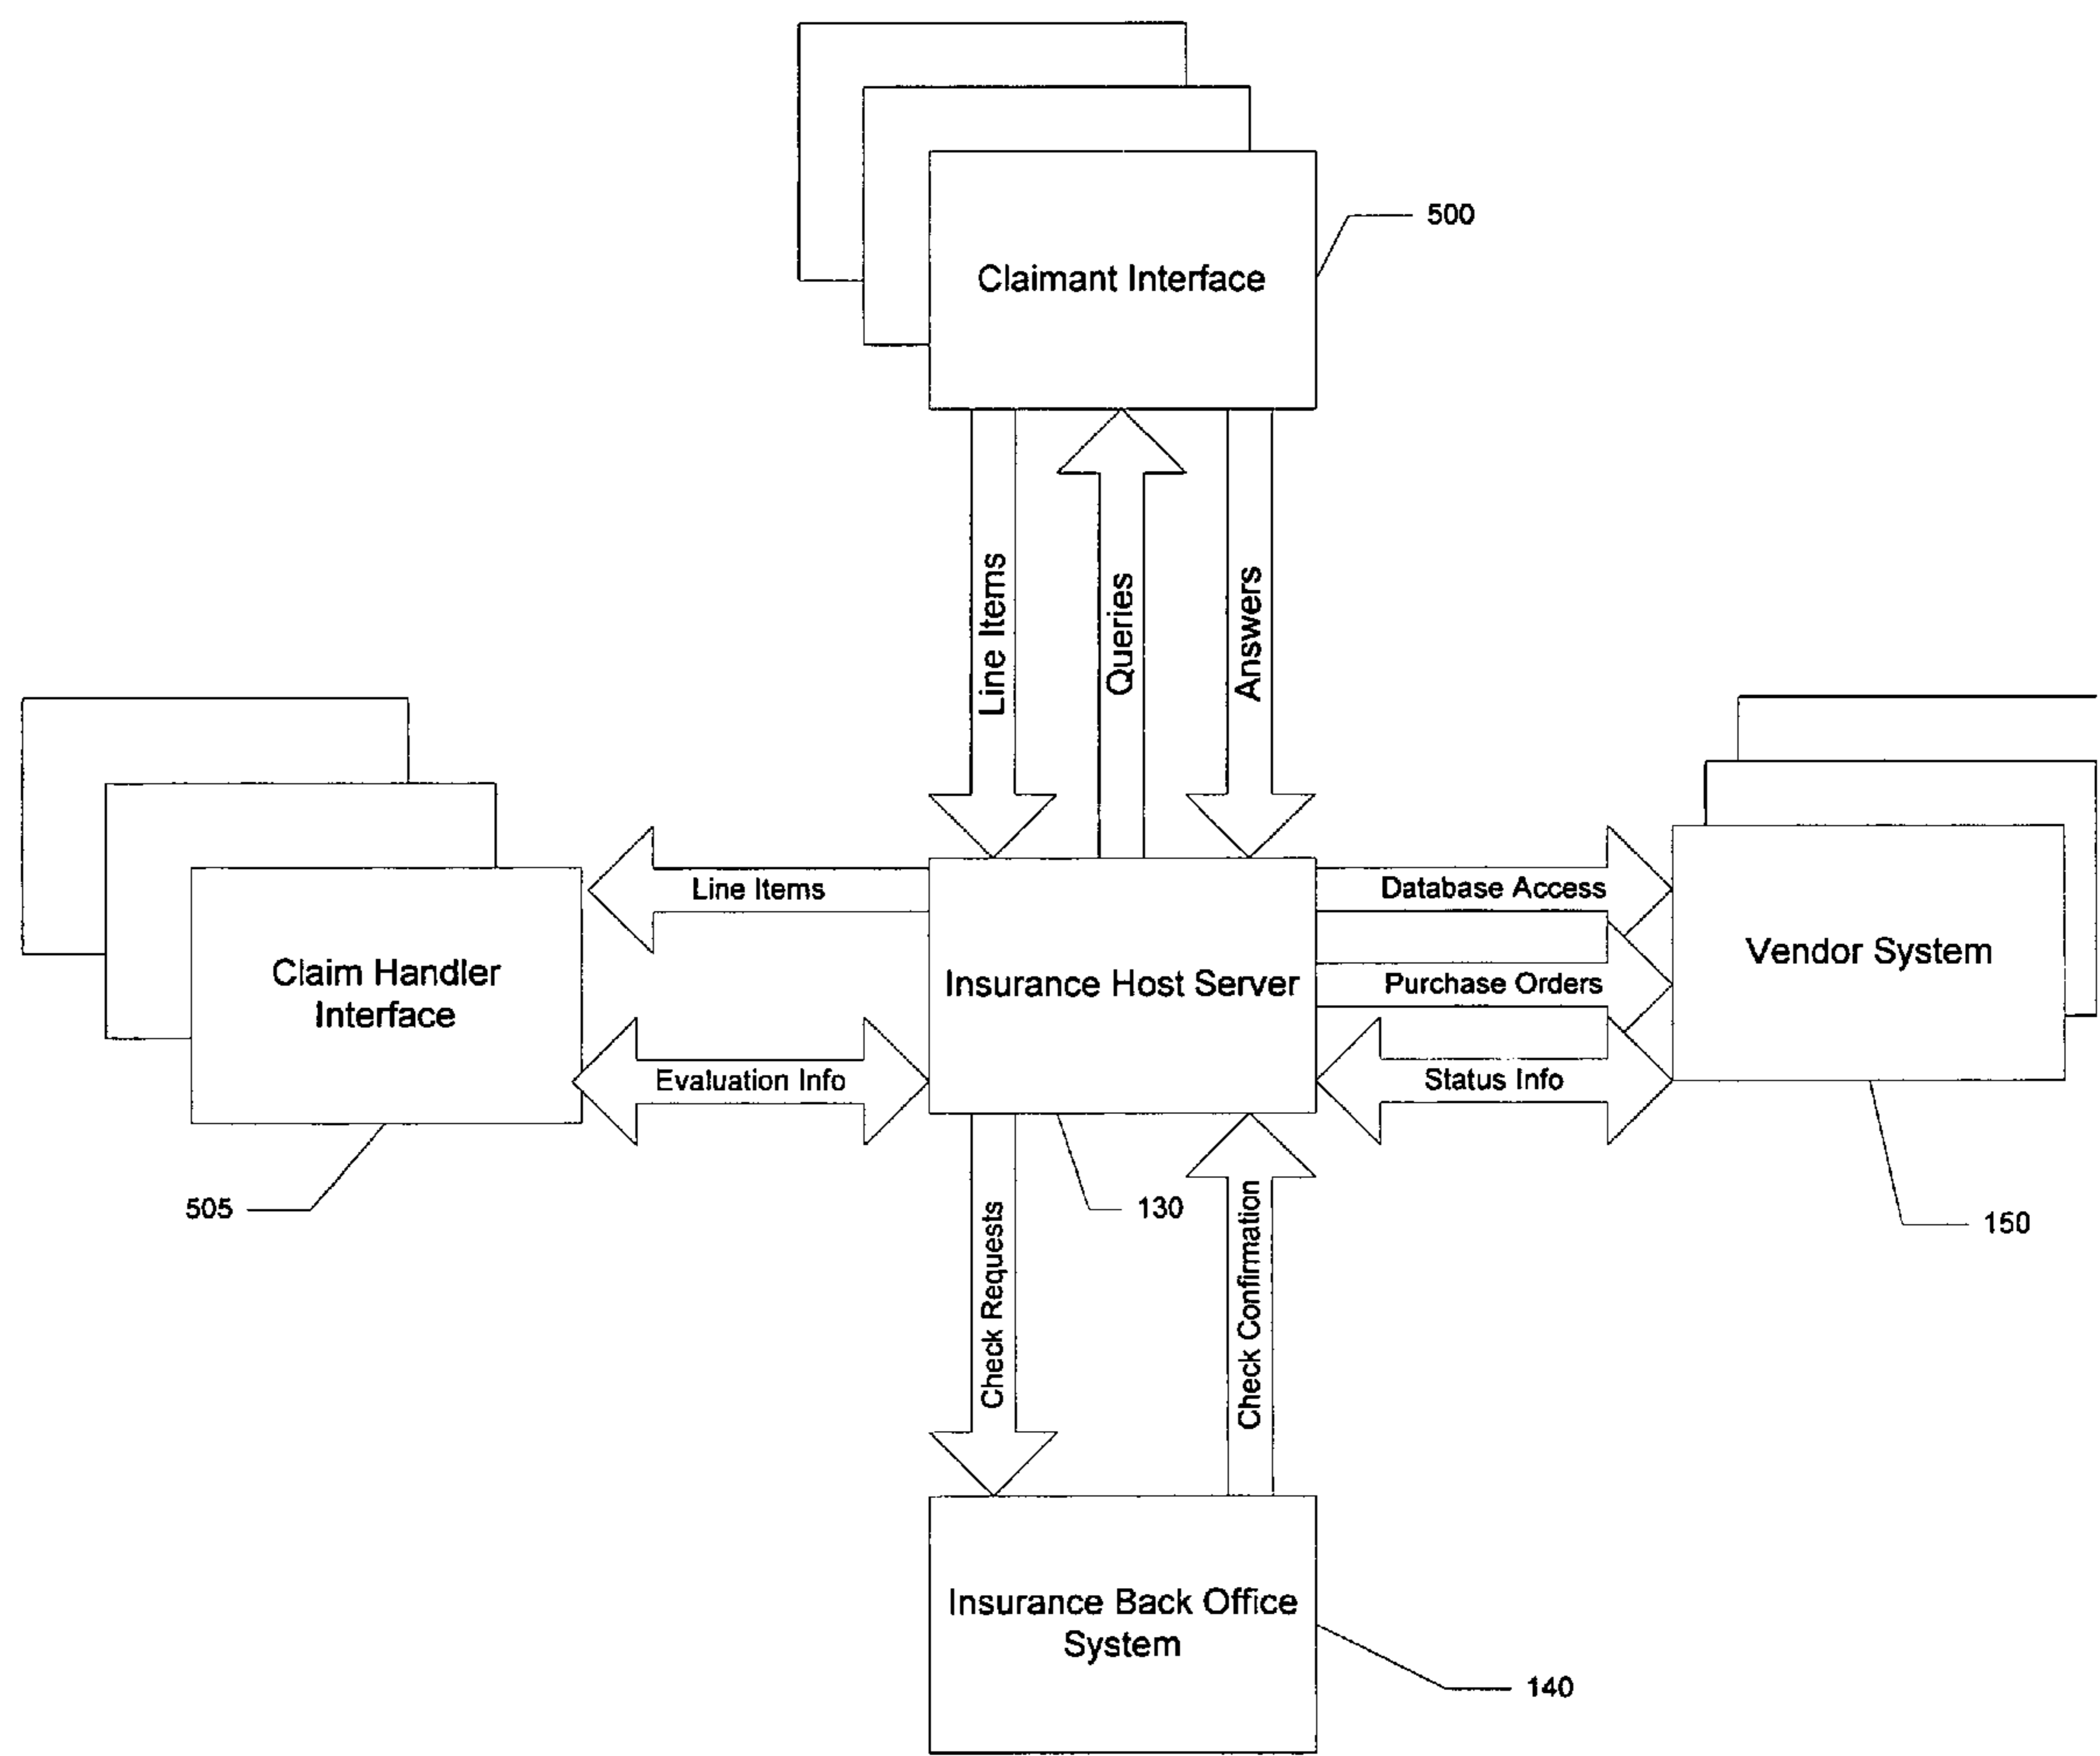 500
Claimant Interface
Line Items
Queries
Answers
Line Items
Database Access
Claim Handler
Interface
Insurance Host Server
Purchase Orders
Vendor System
Evaluation Info
Status Info
505
130
150
Check Requests
Check Confirmation
Insurance Back Office
System
140